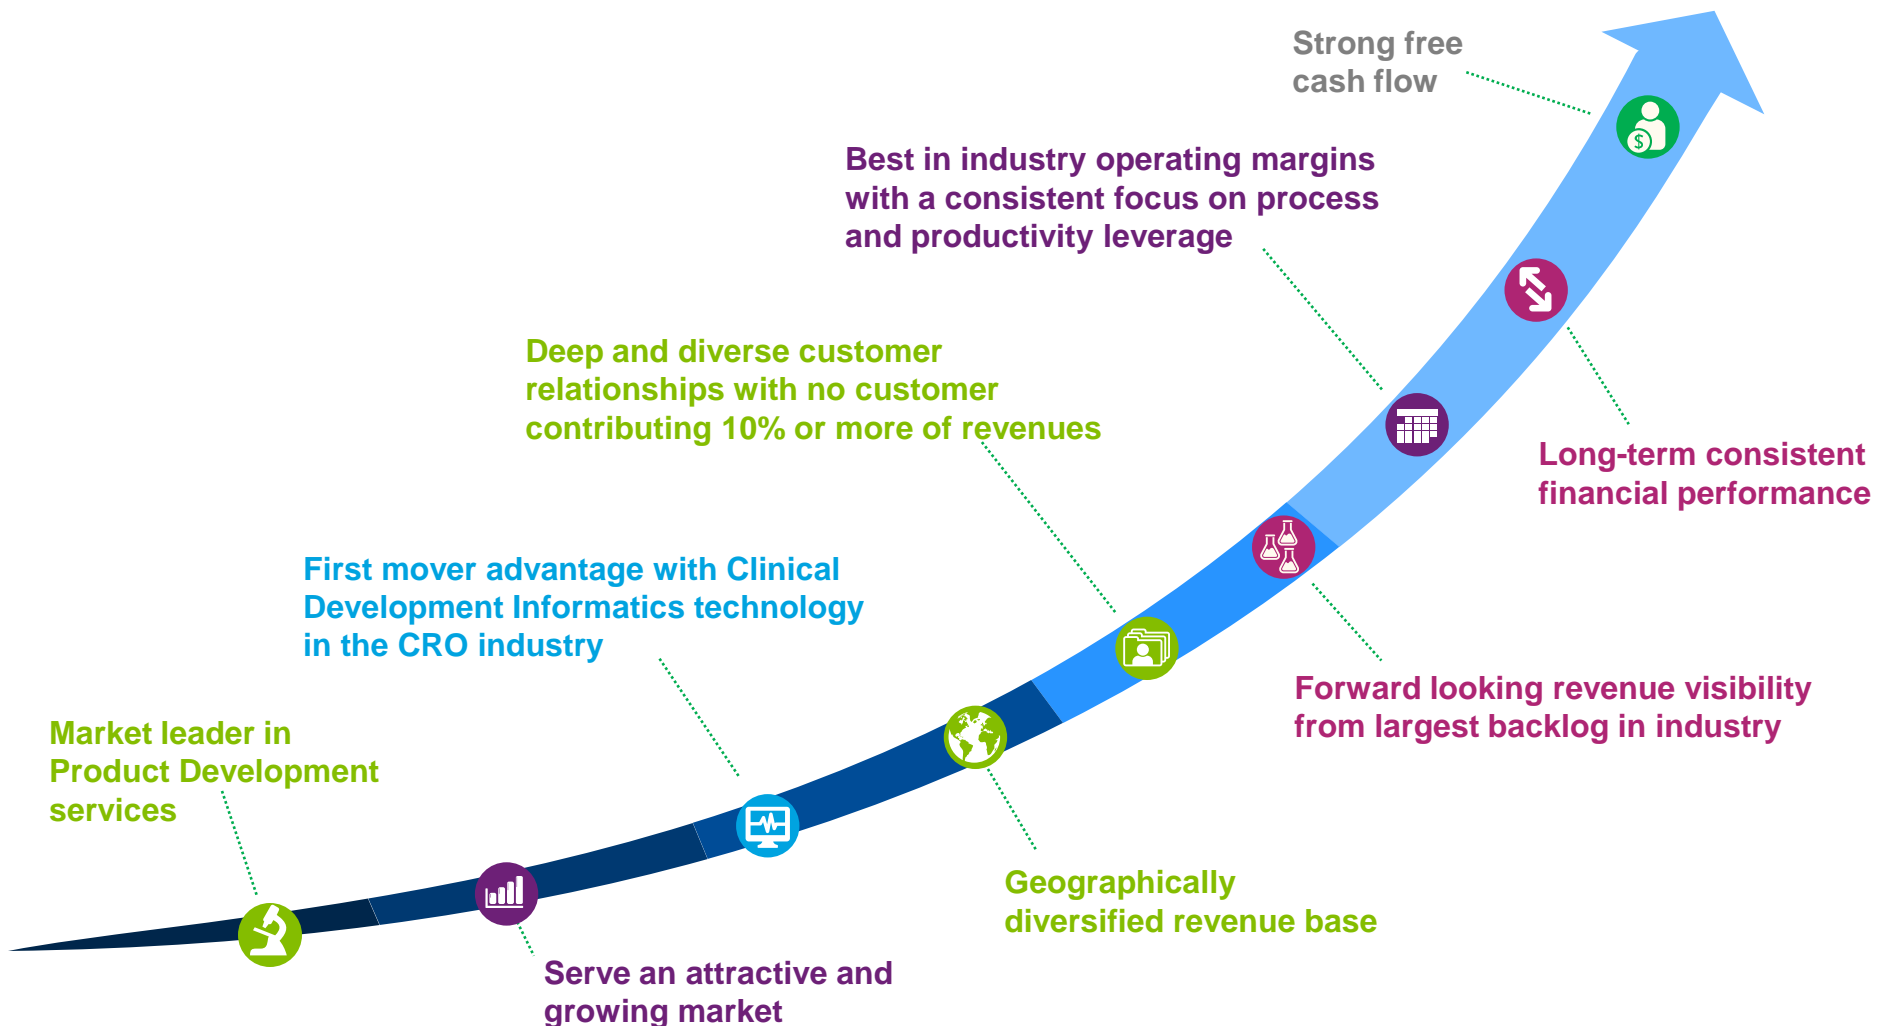 Strong free
cash flow
Best in industry operating margins
with a consistent focus on process
and productivity leverage
Deep and diverse customer
relationships with no customer
contributing 10% or more of revenues
Long-term consistent
financial performance
First mover advantage with Clinical
Development Informatics technology
in the CRO industry
Forward looking revenue visibility
from largest backlog in industry
Market leader in
Product Development
services
Geographically
diversified revenue base
Serve an attractive and
growing market
$